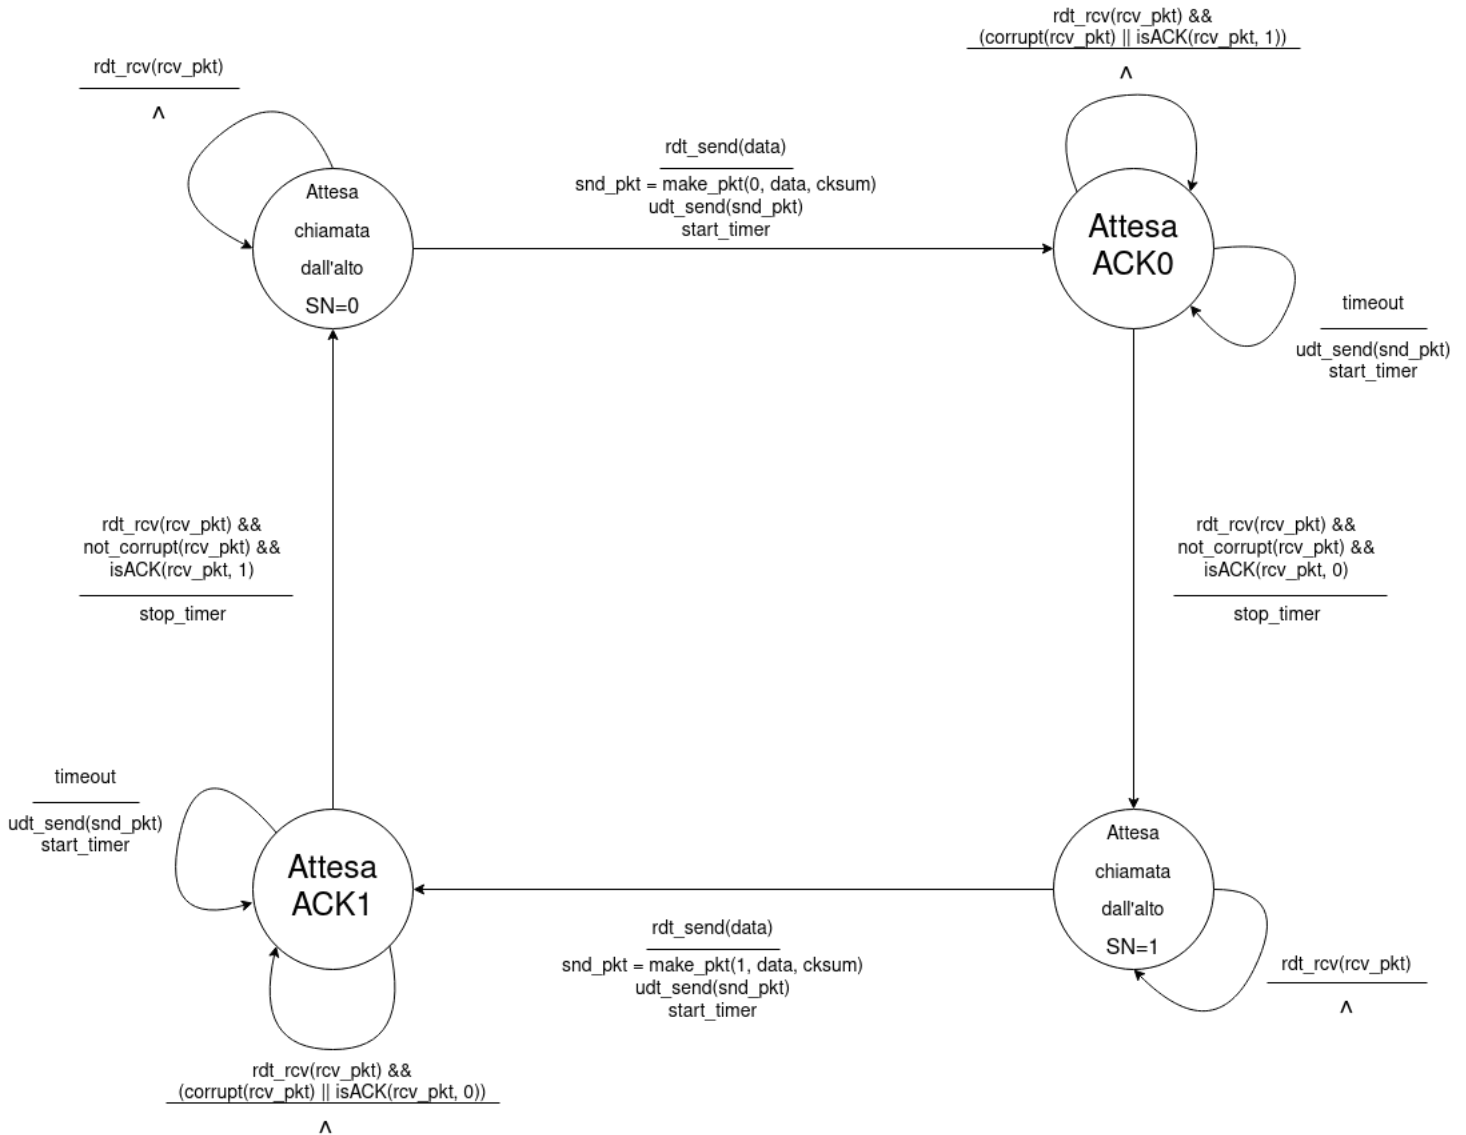 rdt_rcv(rcv_pkt) &&
(corrupt(rcv_pkt) || isACK(rcv_pkt, 1))
Λ
rdt_rcv(rcv_pkt)
Λ
rdt_send(data)
snd_pkt = make_pkt(0, data, cksum)
udt_send(snd_pkt)
start_timer
Attesa
chiamata
dall'alto
SN=0
Attesa
ACK0
timeout
udt_send(snd_pkt)
start_timer
rdt_rcv(rcv_pkt) &&
not_corrupt(rcv_pkt) &&
isACK(rcv_pkt, 1)
stop_timer
rdt_rcv(rcv_pkt) &&
not_corrupt(rcv_pkt) &&
isACK(rcv_pkt, 0)
stop_timer
timeout
udt_send(snd_pkt)
start_timer
Attesa
ACK1
Attesa
chiamata
dall'alto
SN=1
rdt_send(data)
snd_pkt = make_pkt(1, data, cksum)
udt_send(snd_pkt)
start_timer
rdt_rcv(rcv_pkt)
Λ
rdt_rcv(rcv_pkt) &&
(corrupt(rcv_pkt) || isACK(rcv_pkt, 0))
Λ